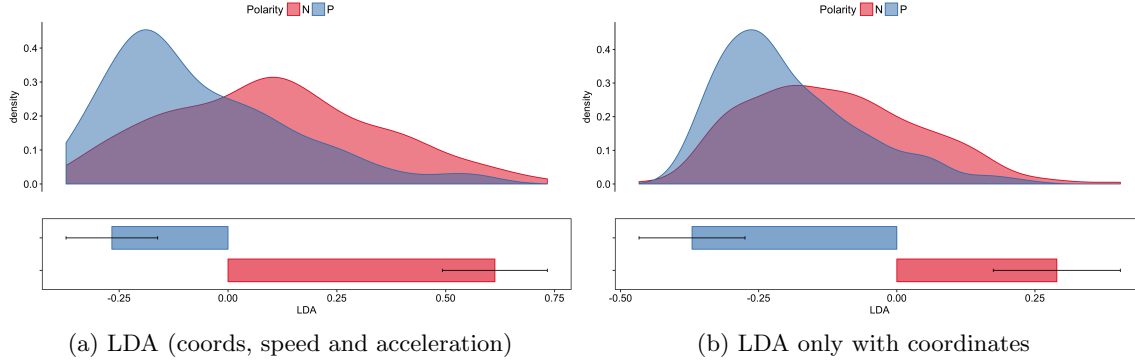 Polarity N P
0.4
0.3
0.2
0.1
0.0
density
-0.25 0.00 0.25 0.50 0.75
LDA
(a) LDA (coords, speed and acceleration)
Polarity N P
0.4
0.3
0.2
0.1
0.0
density
-0.50 -0.25 0.00 0.25
LDA
(b) LDA only with coordinates